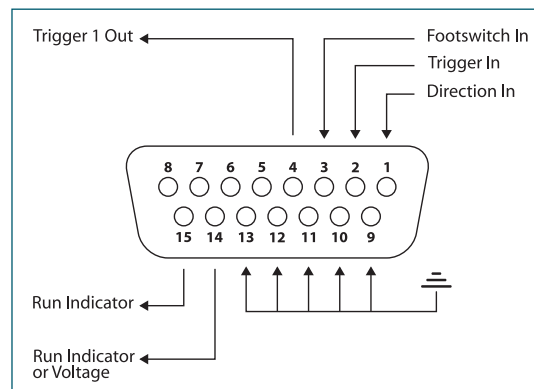 Trigger 1 Out
Footswitch In
Trigger In
Direction In
8 7 6 5 4 3 2 1
15 14 13 12 11 10 9
Run Indicator
Run Indicator
or Voltage